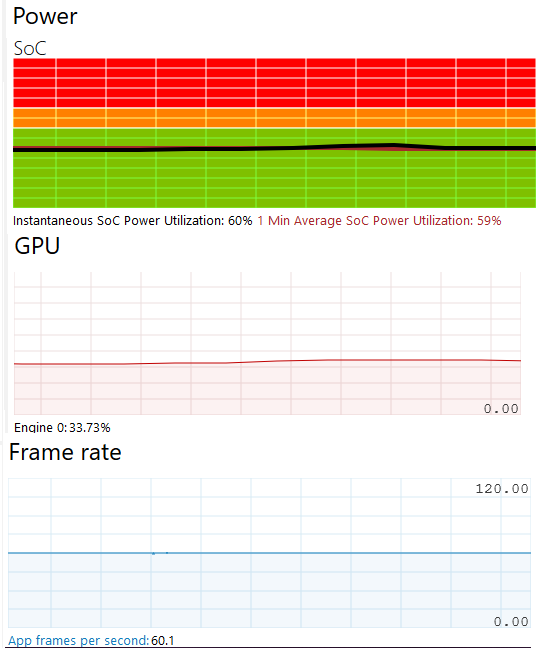 Power
SoC
Instantaneous SoC Power Utilization: 60% 1 Min Average SoC Power Utilization: 59%
GPU
0.00
Engine 0: 33.73%
Frame rate
120.00
0.00
App frames per second: 60.1